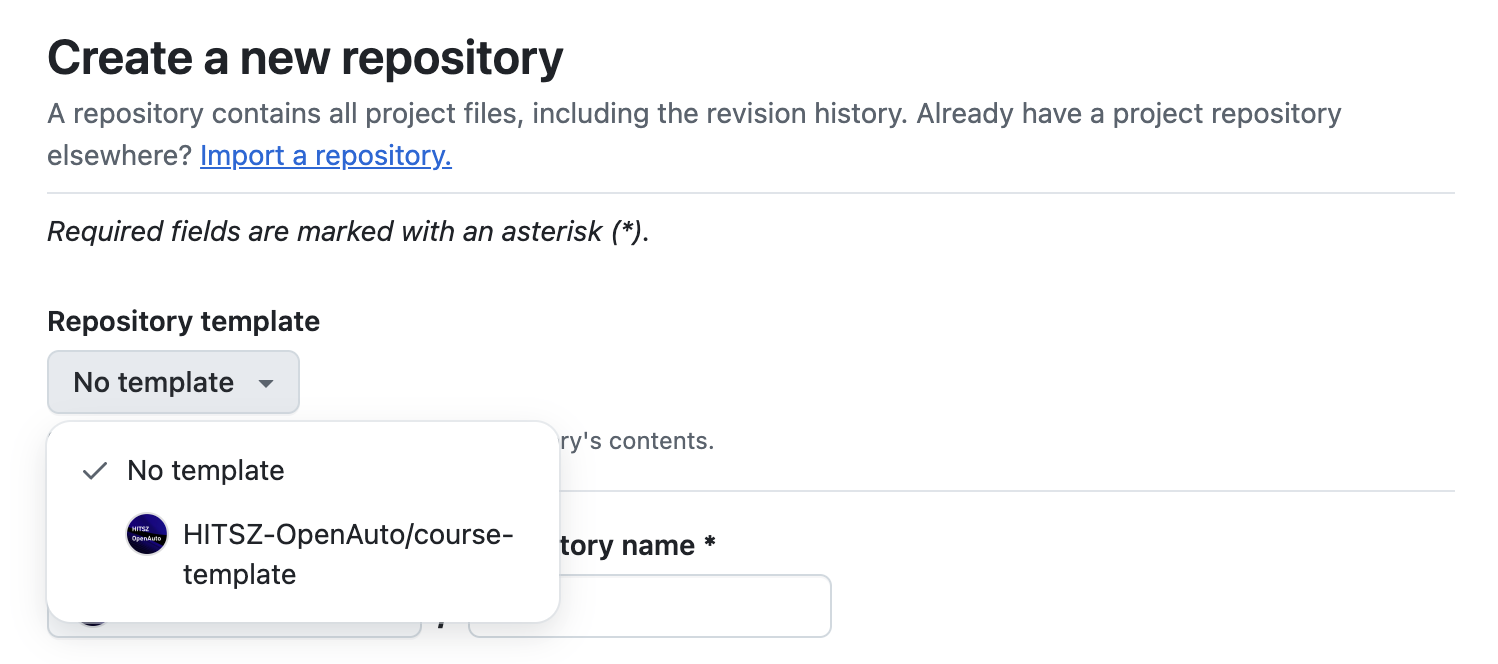 Create a new repository
A repository contains all project files, including the revision history. Already have a project repository
elsewhere? Import a repository.
Required fields are marked with an asterisk (*).
Repository template
No template
ry's contents.
No template
HITSZ
OpenAuto
HITSZ-OpenAuto/course-
template
tory name *